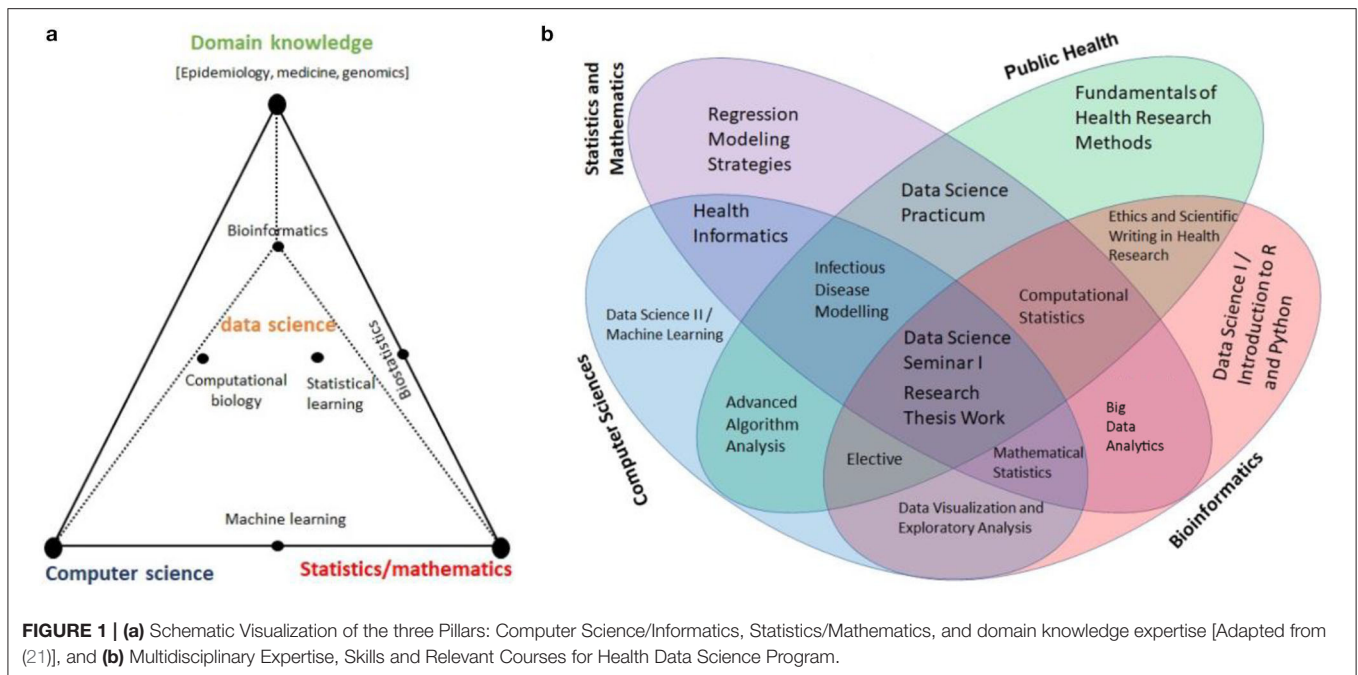 a
Domain knowledge
[Epidemiology, medicine, genomics]
Bioinformatics
data science
Computational
biology
Statistical
learning
Biostatistics
Machine learning
Computer science
Statistics/mathematics
b
Statistics and
Mathematics
Public Health
Computer Sciences
Bioinformatics
Regression
Modeling
Strategies
Fundamentals of
Health Research
Methods
Health
Informatics
Data Science
Practicum
Ethics and Scientific
Writing in Health
Research
Data Science I /
Introduction to R
and Python
Data Science II /
Machine Learning
Infectious
Disease
Modelling
Computational
Statistics
Data Science
Seminar I
Research
Thesis Work
Advanced
Algorithm
Analysis
Elective
Mathematical
Statistics
Big
Data
Analytics
Data Visualization and
Exploratory Analysis
FIGURE 1 | (a) Schematic Visualization of the three Pillars: Computer Science/Informatics, Statistics/Mathematics, and domain knowledge expertise [Adapted from
(21)], and (b) Multidisciplinary Expertise, Skills and Relevant Courses for Health Data Science Program.